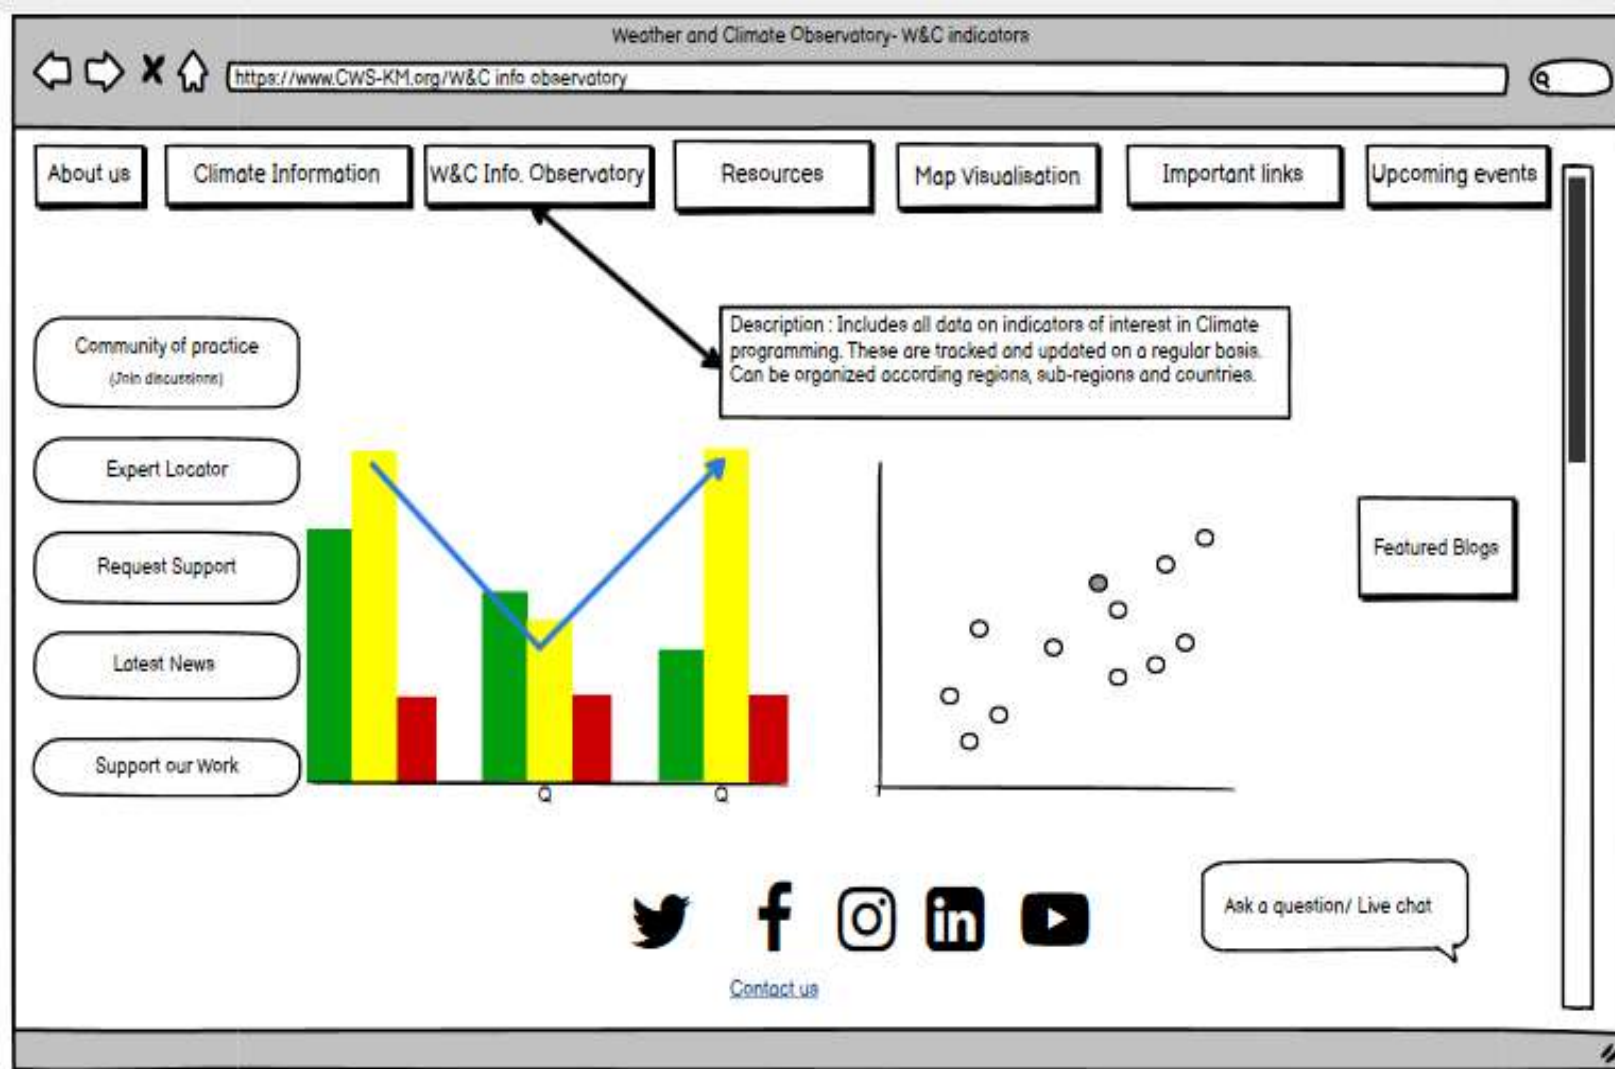 Weather and Climate Observatory- W&C indicators
https://www.CWS-KM.org/W&C info observatory
About us
Climate Information
W&C Info. Observatory
Resources
Map Visualisation
Important links
Upcoming events
Description : Includes all data on indicators of interest in Climate
programming. These are tracked and updated on a regular basis.
Can be organized according regions, sub-regions and countries.
Community of practice
(Join discussions)
Expert Locator
Request Support
Latest News
Support our Work
Q
Q
Featured Blogs
Ask a question/ Live chat
Contact us